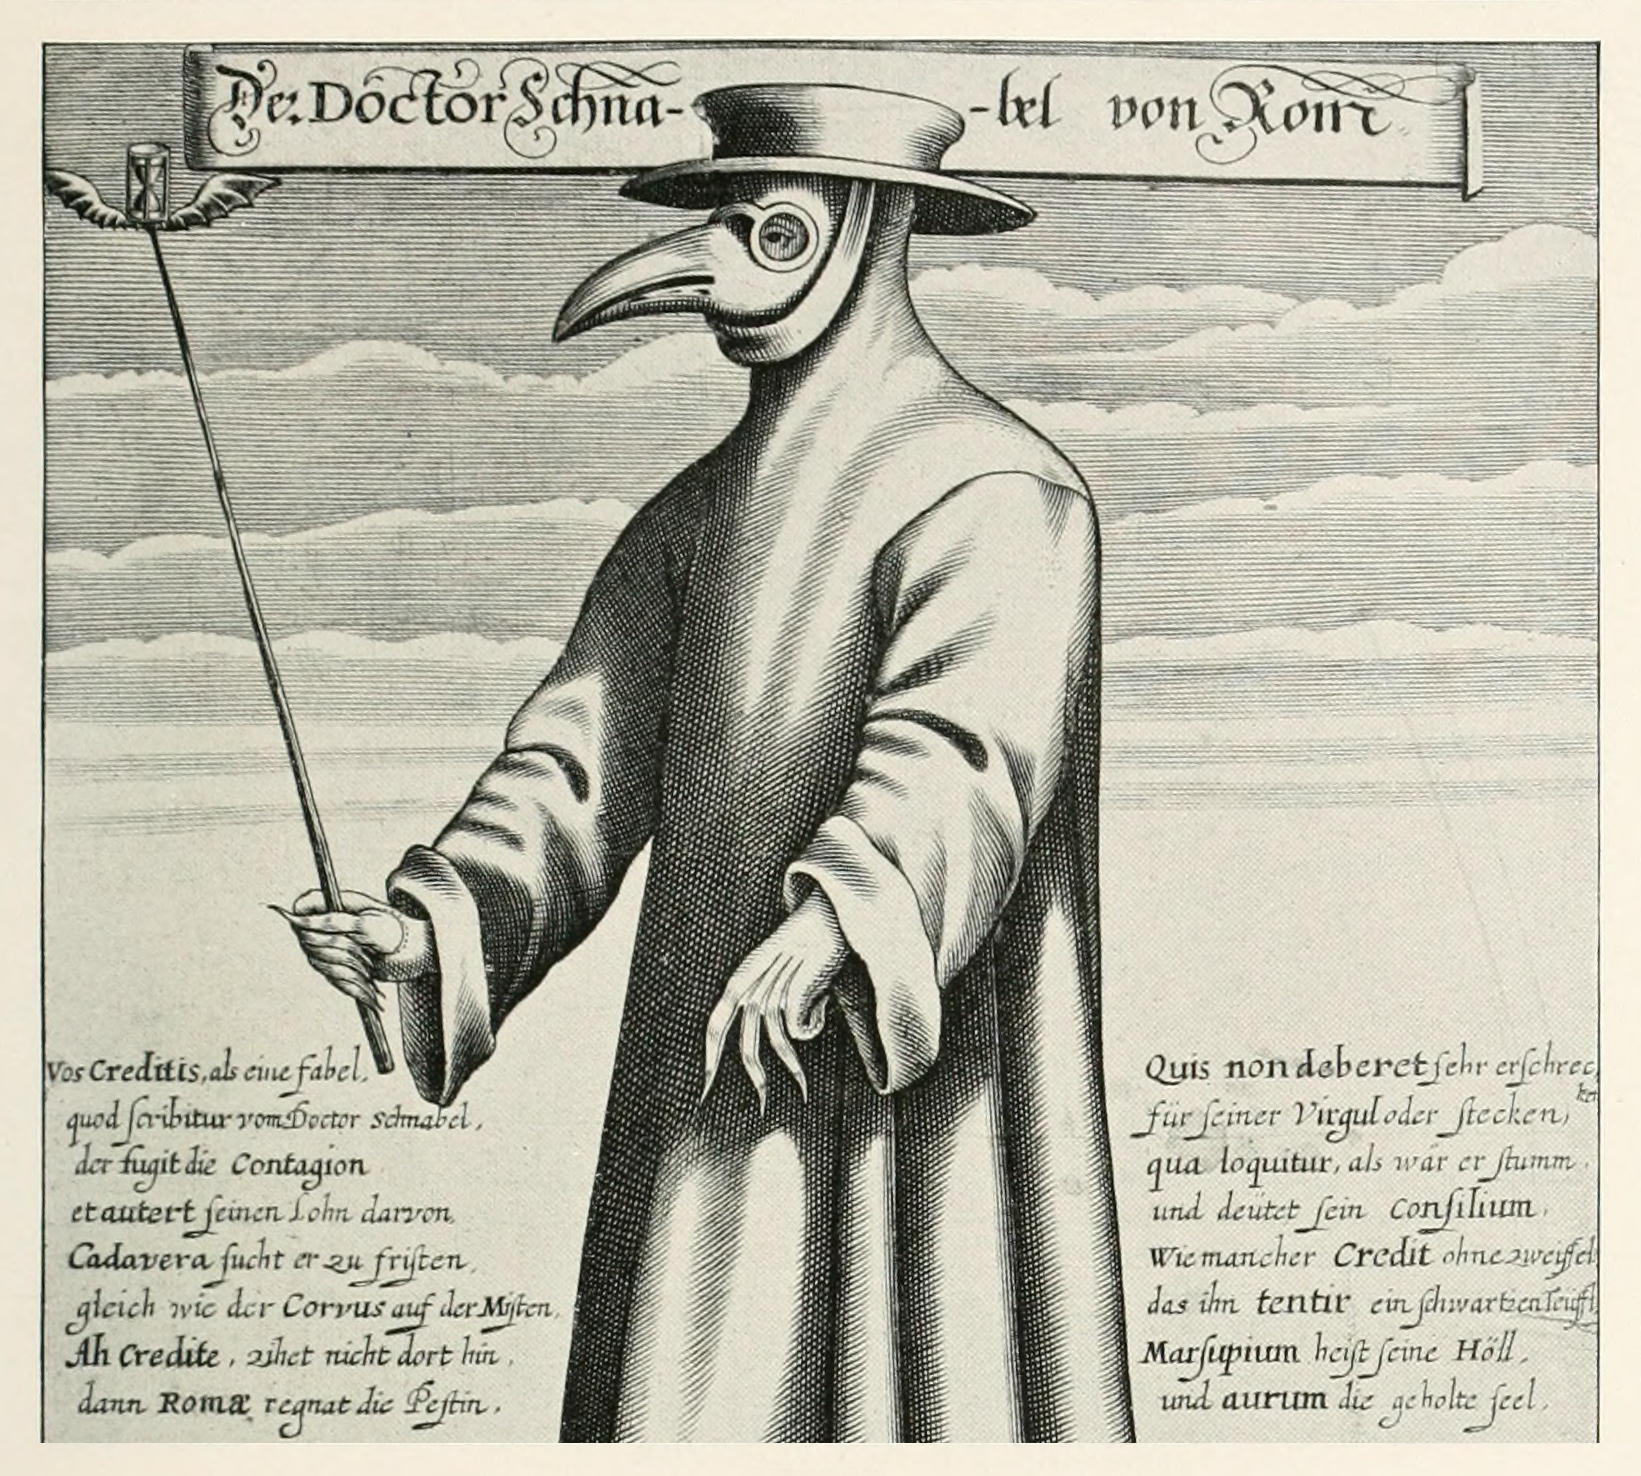 Der Doctor Schna- -bel von Rom
Vos Creditis, als eine fabel,
quod ſcribitur vom Doctor Schnabel,
der fugit die Contagion
et autert ſeinen Lohn darvon,
Cadavera ſucht er zu friſten,
gleich wie der Corvus auf der Miſten,
Ah Credite, zihet nicht dort hin,
dann Romæ regnat die Peſtin.
Quis non deberet ſehr erſchrec,
ken
für ſeiner Virgul oder ſtecken,
qua loquitur, als wär er ſtumm,
und deütet ſein Conſilium.
Wie mancher Credit ohne zweiffel,
das ihn tentir ein ſchwartzen Teuffl
Marſupium heiſt ſeine Höll,
und aurum die geholte ſeel.